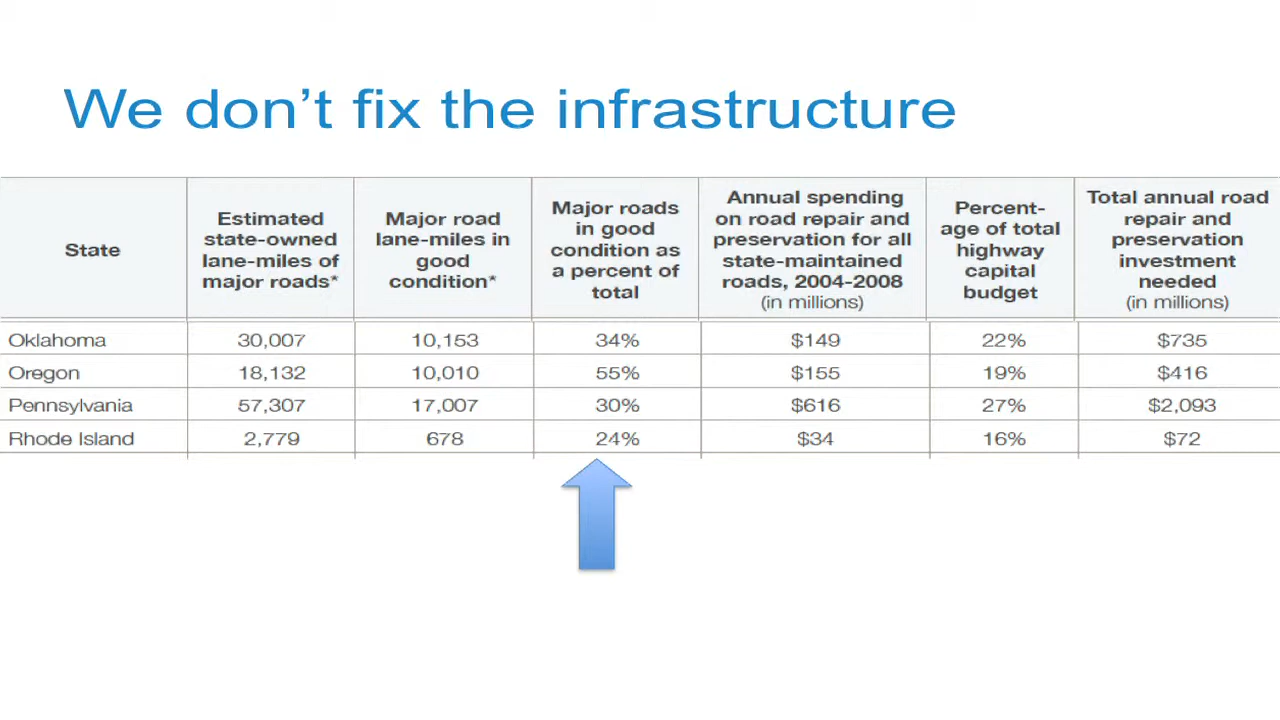 We don't fix the infrastructure
State
Estimated
state-owned
lane-miles of
major roads*
Major road
lane-miles in
good
condition*
Major roads
in good
condition as
a percent of
total
Annual spending
on road repair and
preservation for all
state-maintained
roads, 2004-2008
(in millions)
Percent-
age of total
highway
capital
budget
Total annual road
repair and
preservation
investment
needed
(in millions)
Oklahoma 30,007 10,153 34% $149 22% $735
Oregon 18,132 10,010 55% $155 19% $416
Pennsylvania 57,307 17,007 30% $616 27% $2,093
Rhode Island 2,779 678 24% $34 16% $72